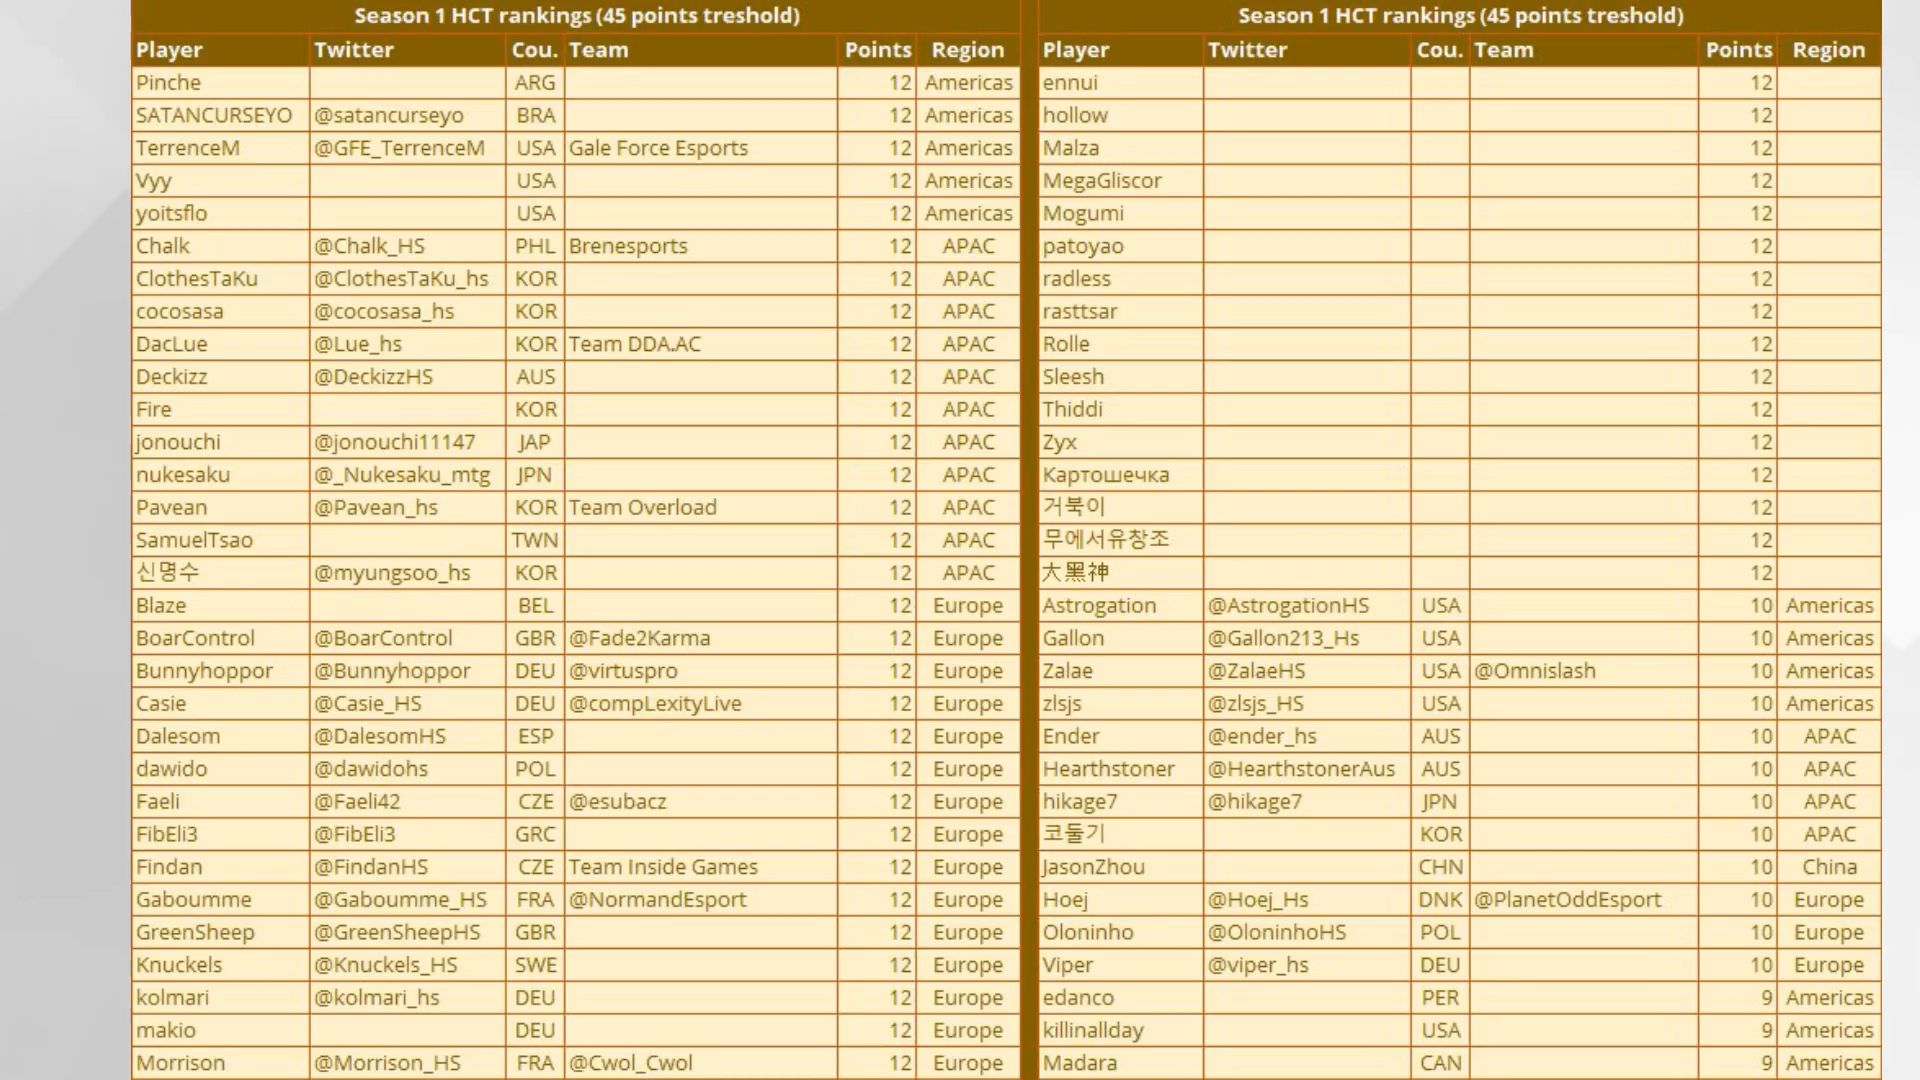 Season 1 HCT rankings (45 points treshold)
Player Twitter Cou. Team Points Region
Pinche ARG 12 Americas
SATANCURSEYO @satancurseyo BRA 12 Americas
TerrenceM @GFE_TerrenceM USA Gale Force Esports 12 Americas
Vyy USA 12 Americas
yoitsflo USA 12 Americas
Chalk @Chalk_HS PHL Brenesports 12 APAC
ClothesTaKu @ClothesTaKu_hs KOR 12 APAC
cocosasa @cocosasa_hs KOR 12 APAC
DacLue @Lue_hs KOR Team DDA.AC 12 APAC
Deckizz @DeckizzHS AUS 12 APAC
Fire KOR 12 APAC
jonouchi @jonouchi11147 JAP 12 APAC
nukesaku @_Nukesaku_mtg JPN 12 APAC
Pavean @Pavean_hs KOR Team Overload 12 APAC
SamuelTsao TWN 12 APAC
신명수 @myungsoo_hs KOR 12 APAC
Blaze BEL 12 Europe
BoarControl @BoarControl GBR @Fade2Karma 12 Europe
Bunnyhoppor @Bunnyhoppor DEU @virtuspro 12 Europe
Casie @Casie_HS DEU @compLexityLive 12 Europe
Dalesom @DalesomHS ESP 12 Europe
dawido @dawidohs POL 12 Europe
Faeli @Faeli42 CZE @esubacz 12 Europe
FibEli3 @FibEli3 GRC 12 Europe
Findan @FindanHS CZE Team Inside Games 12 Europe
Gaboumme @Gaboumme_HS FRA @NormandEsport 12 Europe
GreenSheep @GreenSheepHS GBR 12 Europe
Knuckels @Knuckels_HS SWE 12 Europe
kolmari @kolmari_hs DEU 12 Europe
makio DEU 12 Europe
Morrison @Morrison_HS FRA @Cwol_Cwol 12 Europe
Season 1 HCT rankings (45 points treshold)
Player Twitter Cou. Team Points Region
ennui 12
hollow 12
Malza 12
MegaGliscor 12
Mogumi 12
patoyao 12
radless 12
rasttsar 12
Rolle 12
Sleesh 12
Thiddi 12
Zyx 12
Картошечка 12
거북이 12
무에서유창조 12
大黑神 12
Astrogation @AstrogationHS USA 10 Americas
Gallon @Gallon213_Hs USA 10 Americas
Zalae @ZalaeHS USA @Omnislash 10 Americas
zlsjs @zlsjs_HS USA 10 Americas
Ender @ender_hs AUS 10 APAC
Hearthstoner @HearthstonerAus AUS 10 APAC
hikage7 @hikage7 JPN 10 APAC
코둘기 KOR 10 APAC
JasonZhou CHN 10 China
Hoej @Hoej_Hs DNK @PlanetOddEsport 10 Europe
Oloninho @OloninhoHS POL 10 Europe
Viper @viper_hs DEU 10 Europe
edanco PER 9 Americas
killinallday USA 9 Americas
Madara CAN 9 Americas